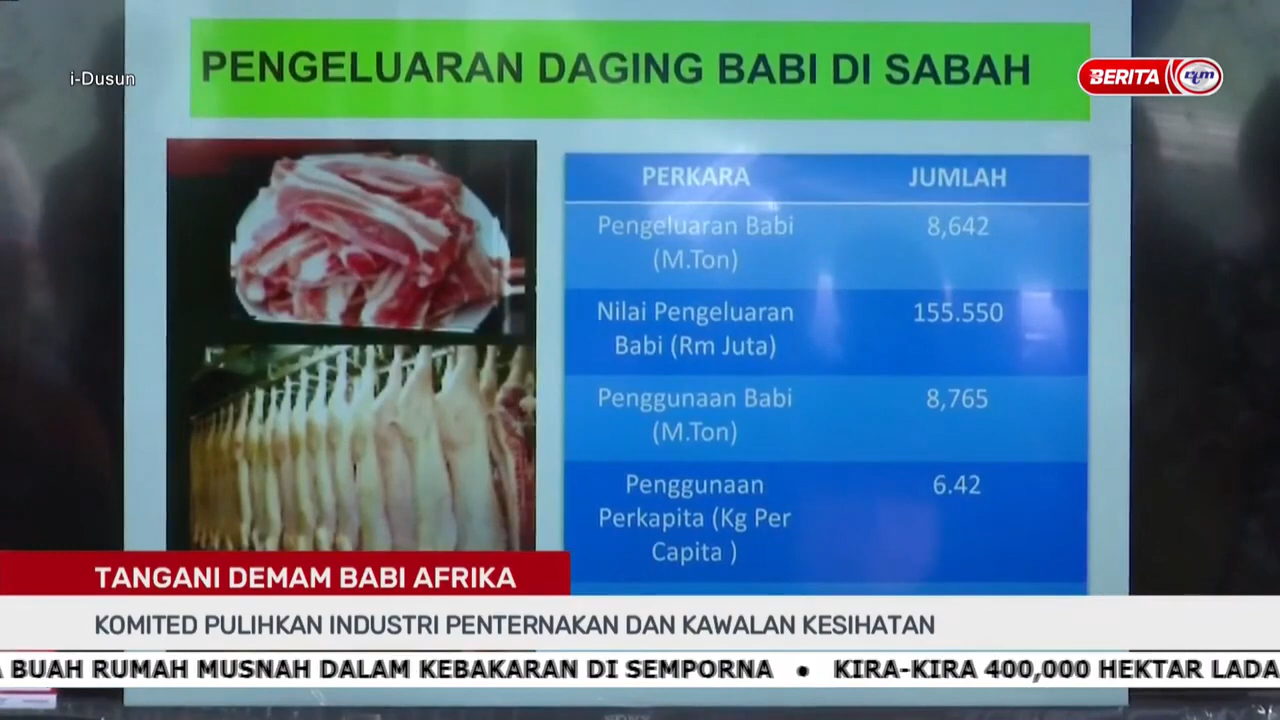 PENGELUARAN DAGING BABI DI SABAH
i-Dusun
BERITA rtm
PERKARA JUMLAH
Pengeluaran Babi 8,642
(M.Ton)
Nilai Pengeluaran 155.550
Babi (Rm Juta)
Penggunaan Babi 8,765
(M.Ton)
Penggunaan 6.42
Perkapita (Kg Per
Capita )
TANGANI DEMAM BABI AFRIKA
KOMITED PULIHKAN INDUSTRI PENTERNAKAN DAN KAWALAN KESIHATAN
A BUAH RUMAH MUSNAH DALAM KEBAKARAN DI SEMPORNA • KIRA-KIRA 400,000 HEKTAR LADA